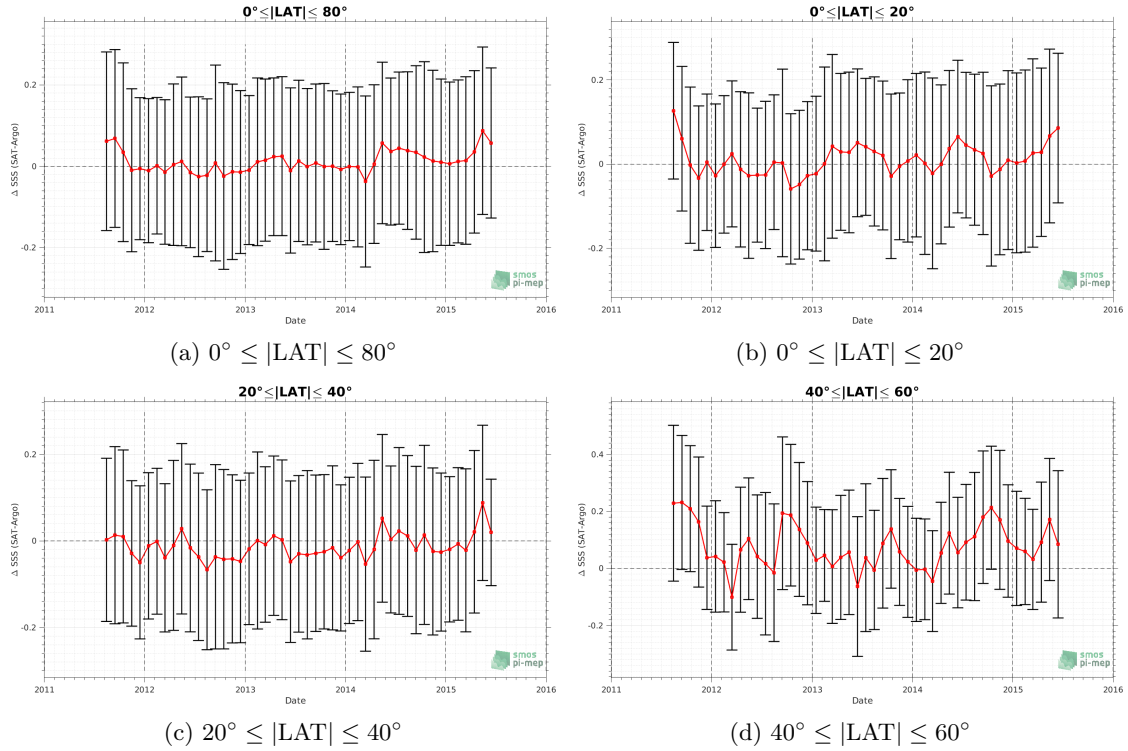 0°≤|LAT|≤ 80°
Δ SSS (SAT-Argo)
0.2
0
-0.2
2011 2012 2013 2014 2015 2016
Date
smos
pi-mep
(a) 0° ≤ |LAT| ≤ 80°
0°≤|LAT|≤ 20°
Δ SSS (SAT-Argo)
0.2
0
-0.2
2011 2012 2013 2014 2015 2016
Date
smos
pi-mep
(b) 0° ≤ |LAT| ≤ 20°
20°≤|LAT|≤ 40°
Δ SSS (SAT-Argo)
0.2
0
-0.2
2011 2012 2013 2014 2015 2016
Date
smos
pi-mep
(c) 20° ≤ |LAT| ≤ 40°
40°≤|LAT|≤ 60°
Δ SSS (SAT-Argo)
0.4
0.2
0
-0.2
2011 2012 2013 2014 2015 2016
Date
smos
pi-mep
(d) 40° ≤ |LAT| ≤ 60°